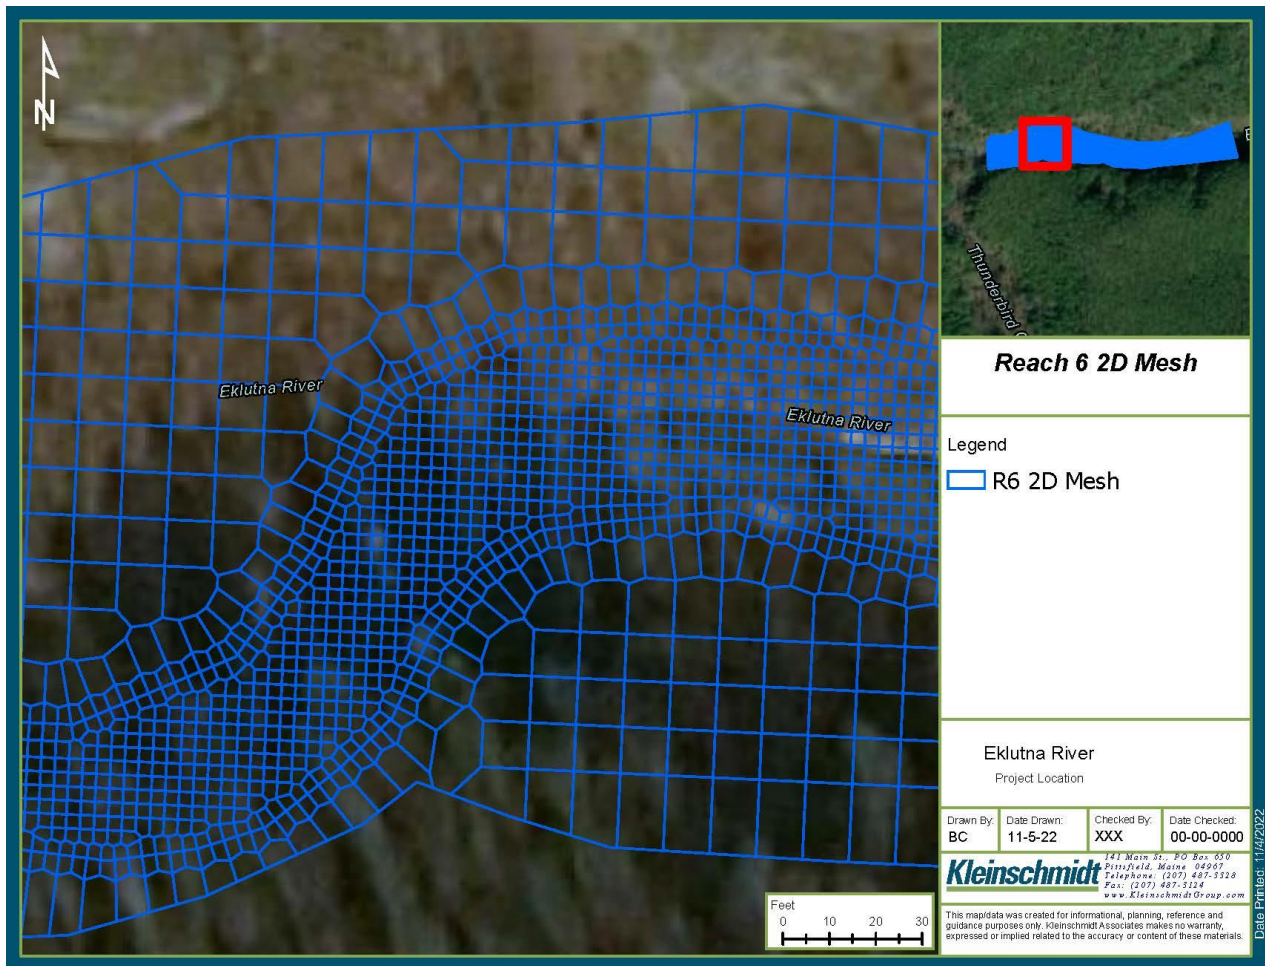 N
Eklutna River
Eklutna River
Thunderbird
Reach 6 2D Mesh
Legend
R6 2D Mesh
Eklutna River
Project Location
Drawn By:
BC
Date Drawn:
11-5-22
Checked By:
XXX
Date Checked:
00-00-0000
Kleinschmidt
141 Main St., PO Box 650
Pittsfield, Maine 04967
Telephone: (207) 487-3328
Fax: (207) 487-3124
www.KleinschmidtGroup.com
This map/data was created for informational, planning, reference and
guidance purposes only. Kleinschmidt Associates makes no warranty,
expressed or implied related to the accuracy or content of these materials.
Feet
0 10 20 30
Date Printed: 11/4/2022